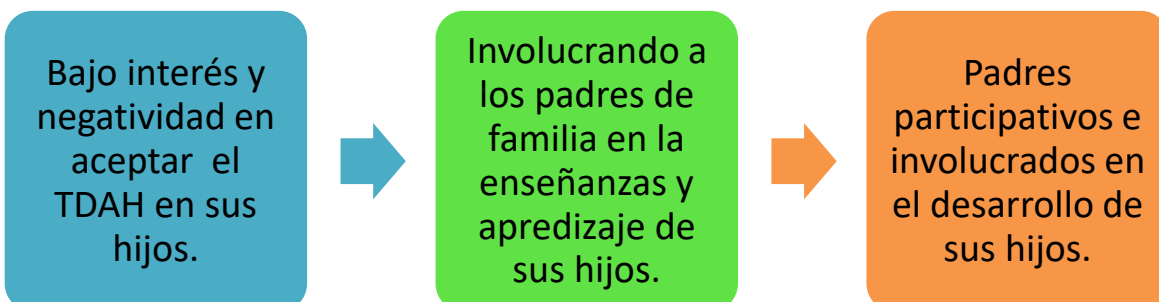 Bajo interés y
negatividad en
aceptar el
TDAH en sus
hijos.
Involucrando a
los padres de
familia en la
enseñanzas y
apredizaje de
sus hijos.
Padres
participativos e
involucrados en
el desarrollo de
sus hijos.